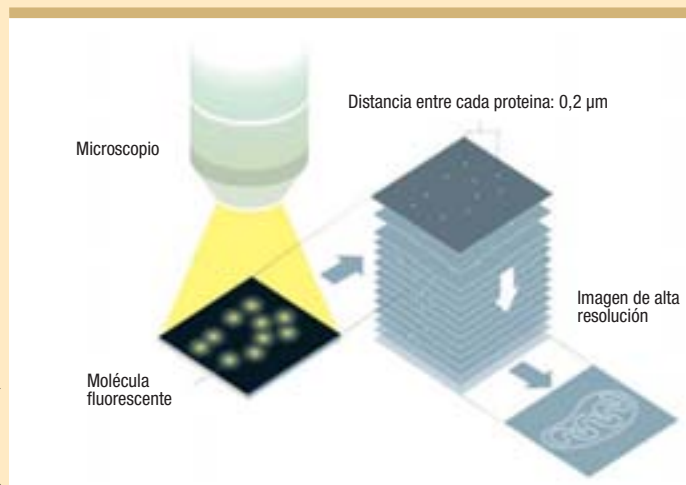 Distancia entre cada proteina: 0,2 µm
Microscopio
Imagen de alta
resolución
Molécula
fluorescente